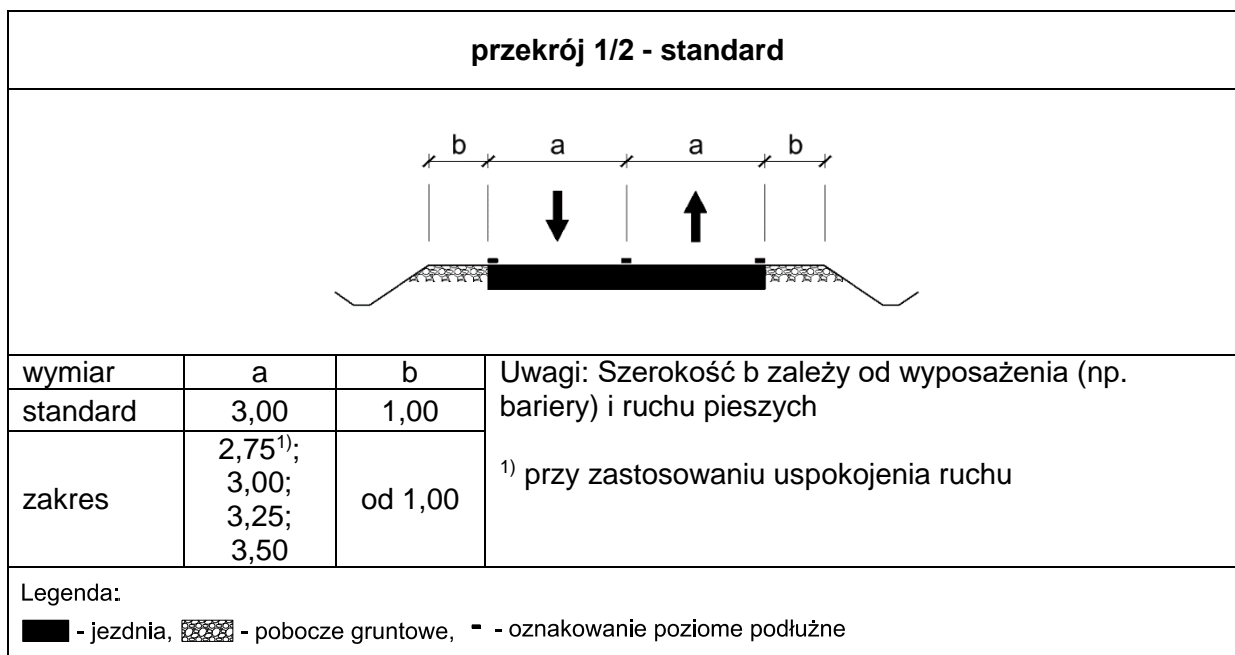 przekrój 1/2 - standard
b a a b
wymiar a b Uwagi: Szerokość b zależy od wyposażenia (np.
standard 3,00 1,00 bariery) i ruchu pieszych
zakres 2,75¹⁾; od 1,00 ¹⁾ przy zastosowaniu uspokojenia ruchu
3,00;
3,25;
3,50
Legenda:
- jezdnia, - pobocze gruntowe, - oznakowanie poziome podłużne